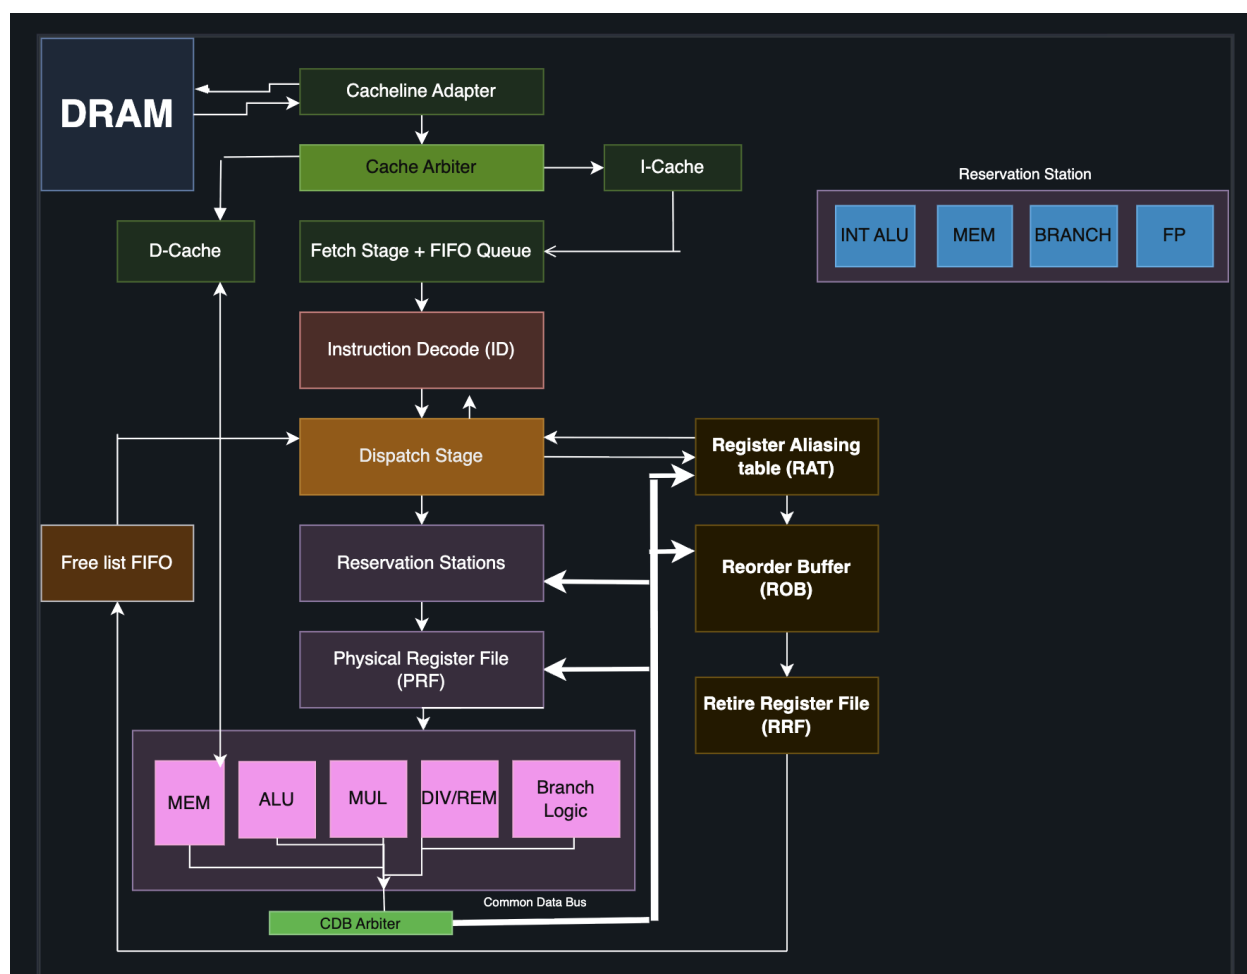 DRAM
Cacheline Adapter
Cache Arbiter
I-Cache
Reservation Station
INT ALU
MEM
BRANCH
FP
D-Cache
Fetch Stage + FIFO Queue
Instruction Decode (ID)
Dispatch Stage
Register Aliasing
table (RAT)
Free list FIFO
Reservation Stations
Reorder Buffer
(ROB)
Physical Register File
(PRF)
Retire Register File
(RRF)
MEM
ALU
MUL
DIV/REM
Branch
Logic
Common Data Bus
CDB Arbiter